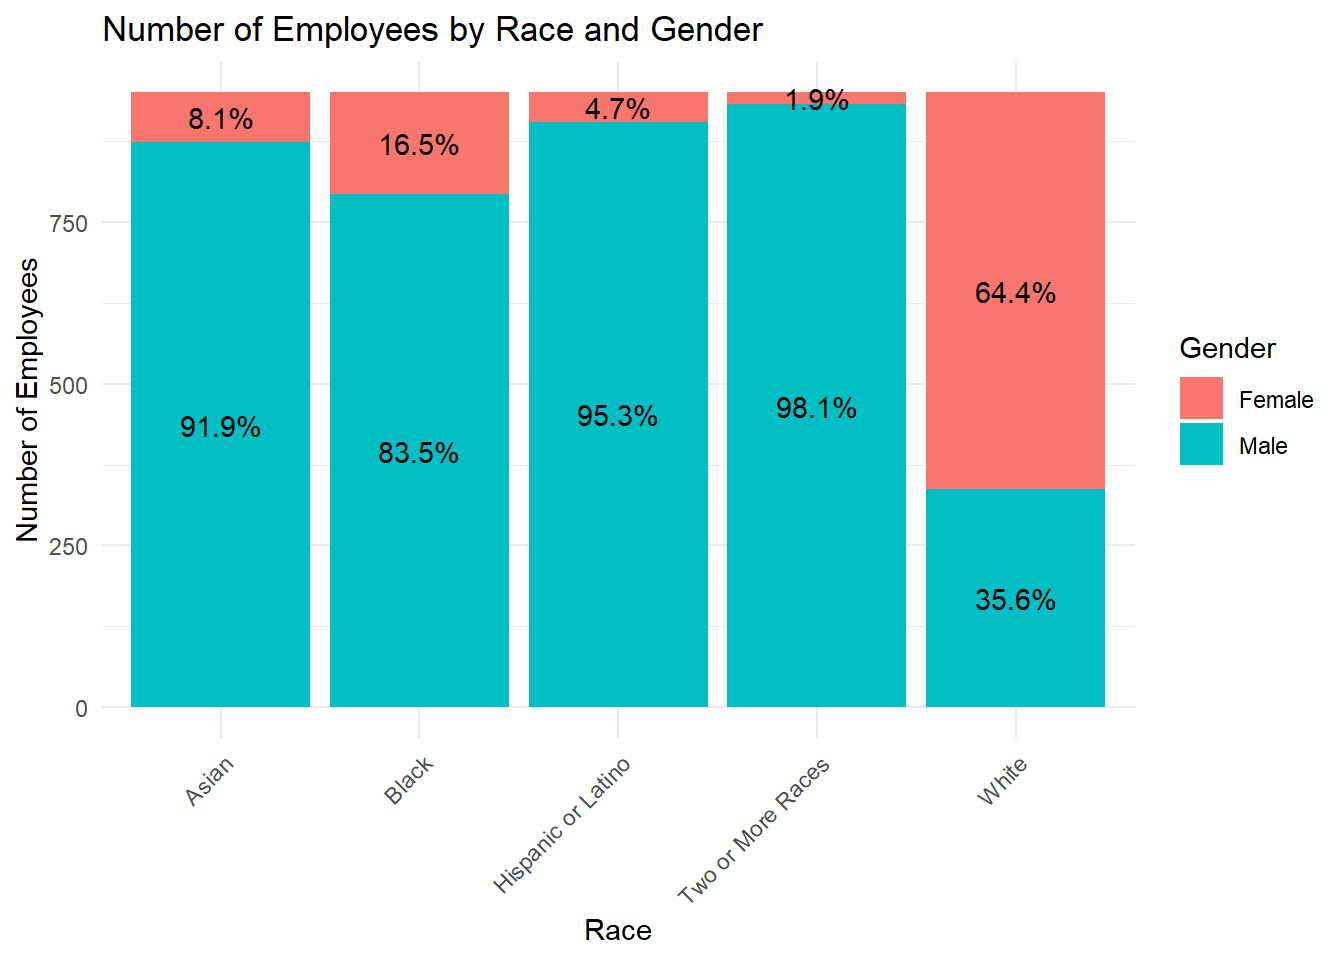 Number of Employees by Race and Gender
Number of Employees
750
500
250
0
8.1%
16.5%
4.7%
1.9%
64.4%
91.9%
83.5%
95.3%
98.1%
35.6%
Asian
Black
Hispanic or Latino
Two or More Races
White
Race
Gender
Female
Male